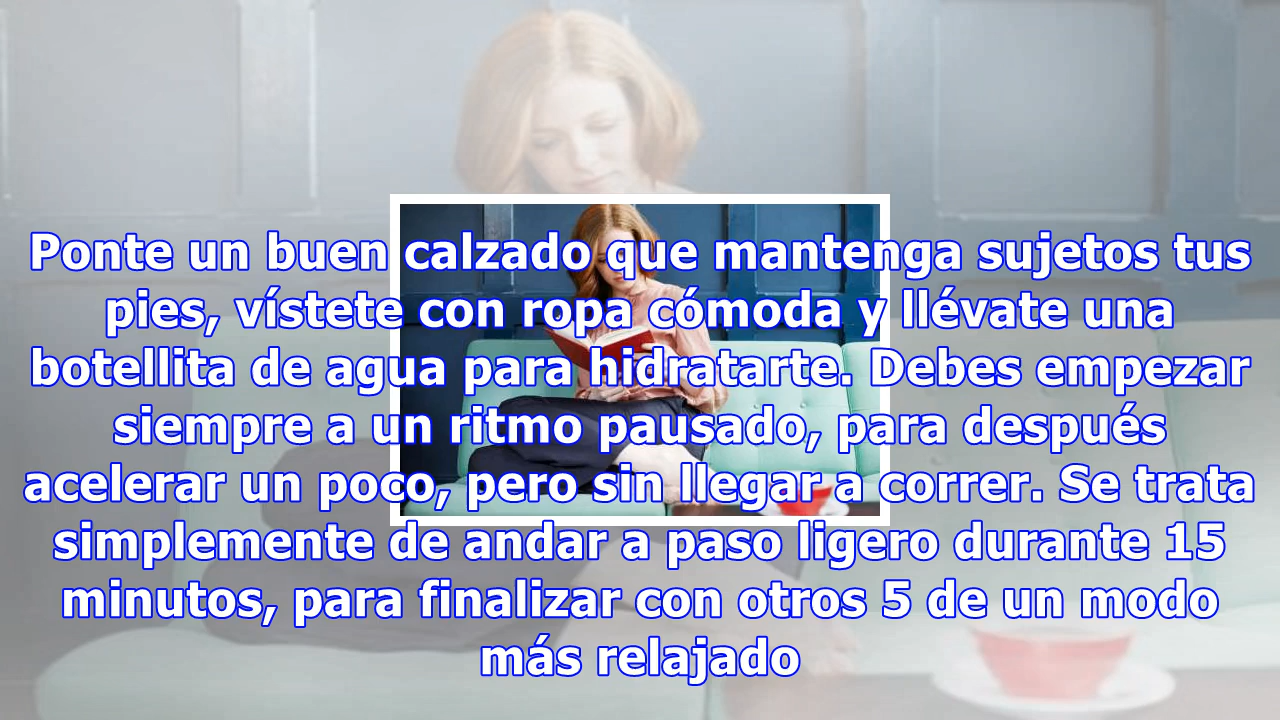 Ponte un buen calzado que mantenga sujetos tus
pies, vístete con ropa cómoda y llévate una
botellita de agua para hidratarte. Debes empezar
siempre a un ritmo pausado, para después
acelerar un poco, pero sin llegar a correr. Se trata
simplemente de andar a paso ligero durante 15
minutos, para finalizar con otros 5 de un modo
más relajado